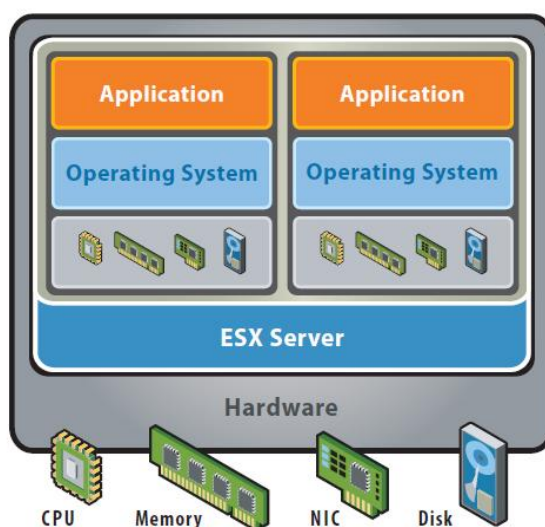 Application
Application
Operating System
Operating System
ESX Server
Hardware
CPU Memory NIC Disk